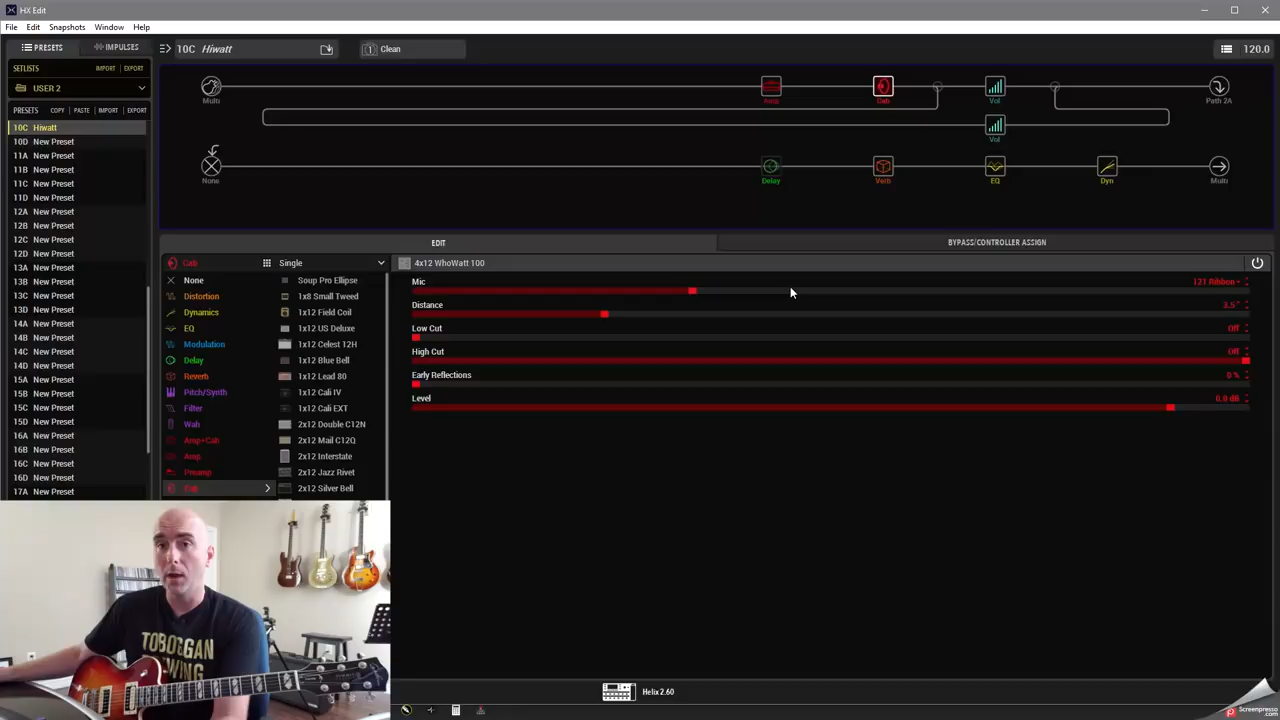 HX Edit
File Edit Snapshots Window Help
PRESETS IMPULSES
10C Hiwatt
1 Clean
120.0
SETLISTS IMPORT EXPORT
USER 2
PRESETS COPY PASTE IMPORT EXPORT
10C Hiwatt
10D New Preset
11A New Preset
11B New Preset
11C New Preset
11D New Preset
12A New Preset
12B New Preset
12C New Preset
12D New Preset
13A New Preset
13B New Preset
13C New Preset
13D New Preset
14A New Preset
14B New Preset
14C New Preset
14D New Preset
15A New Preset
15B New Preset
15C New Preset
15D New Preset
16A New Preset
16B New Preset
16C New Preset
16D New Preset
17A New Preset
Multi Amp Cab Vol Path 2A
Vol
None Delay Verb EQ Dyn Multi
EDIT BYPASS/CONTROLLER ASSIGN
Cab Single
None
Distortion
Dynamics
EQ
Modulation
Delay
Reverb
Pitch/Synth
Filter
Wah
Amp+Cab
Amp
Preamp
Cab
Soup Pro Ellipse
1x8 Small Tweed
1x12 Field Coil
1x12 US Deluxe
1x12 Celest 12H
1x12 Blue Bell
1x12 Lead 80
1x12 Cali IV
1x12 Cali EXT
2x12 Double C12N
2x12 Mail C12Q
2x12 Interstate
2x12 Jazz Rivet
2x12 Silver Bell
4x12 WhoWatt 100
Mic 121 Ribbon
Distance 3.5"
Low Cut Off
High Cut Off
Early Reflections 0 %
Level 0.0 dB
TOBOGGAN
BREWING
Helix 2.60
Screenpresso.com